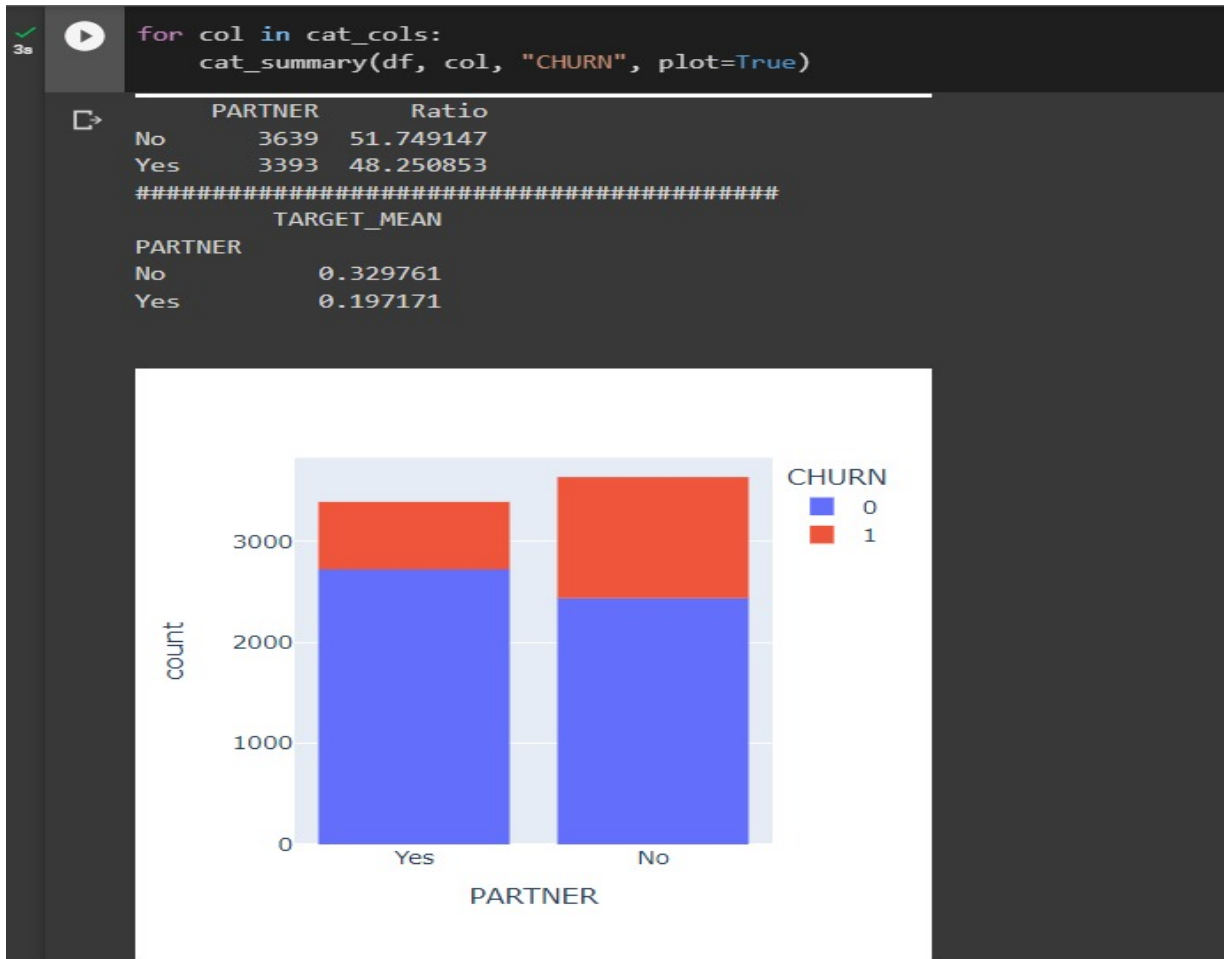 3s
for col in cat_cols:
    cat_summary(df, col, "CHURN", plot=True)
     PARTNER      Ratio
No      3639  51.749147
Yes     3393  48.250853
##########################################
         TARGET_MEAN
PARTNER
No          0.329761
Yes         0.197171
CHURN
0
1
3000
2000
1000
0
count
Yes No
PARTNER